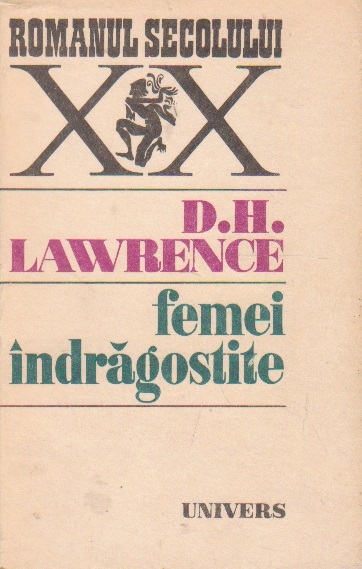 ROMANUL SECOLULUI
XX
D.H.
LAWRENCE
femei
îndrăgostite
UNIVERS